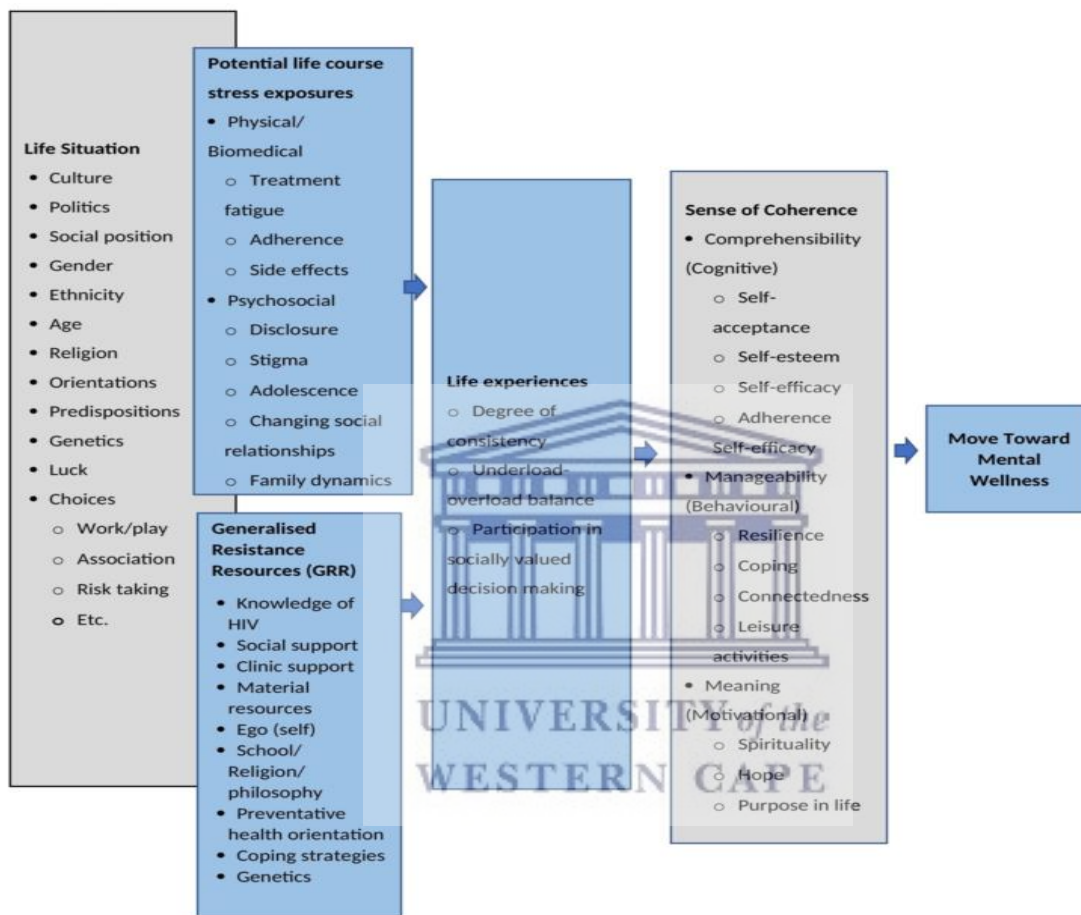 Life Situation
• Culture
• Politics
• Social position
• Gender
• Ethnicity
• Age
• Religion
• Orientations
• Predispositions
• Genetics
• Luck
• Choices
o Work/play
o Association
o Risk taking
o Etc.
Potential life course
stress exposures
• Physical/
Biomedical
o Treatment
fatigue
o Adherence
o Side effects
• Psychosocial
o Disclosure
o Stigma
o Adolescence
o Changing social
relationships
o Family dynamics
Generalised
Resistance
Resources (GRR)
• Knowledge of
HIV
• Social support
• Clinic support
• Material
resources
• Ego (self)
• School/
Religion/
philosophy
• Preventative
health orientation
• Coping strategies
• Genetics
Life experiences
o Degree of
consistency
o Underload-
overload balance
o Participation in
socially valued
decision making
Sense of Coherence
• Comprehensibility
(Cognitive)
o Self-
acceptance
o Self-esteem
o Self-efficacy
o Adherence
Self-efficacy
• Manageability
(Behavioural)
o Resilience
o Coping
o Connectedness
o Leisure
activities
• Meaning
(Motivational)
o Spirituality
o Hope
o Purpose in life
Move Toward
Mental
Wellness
UNIVERSITY of the
WESTERN CAPE